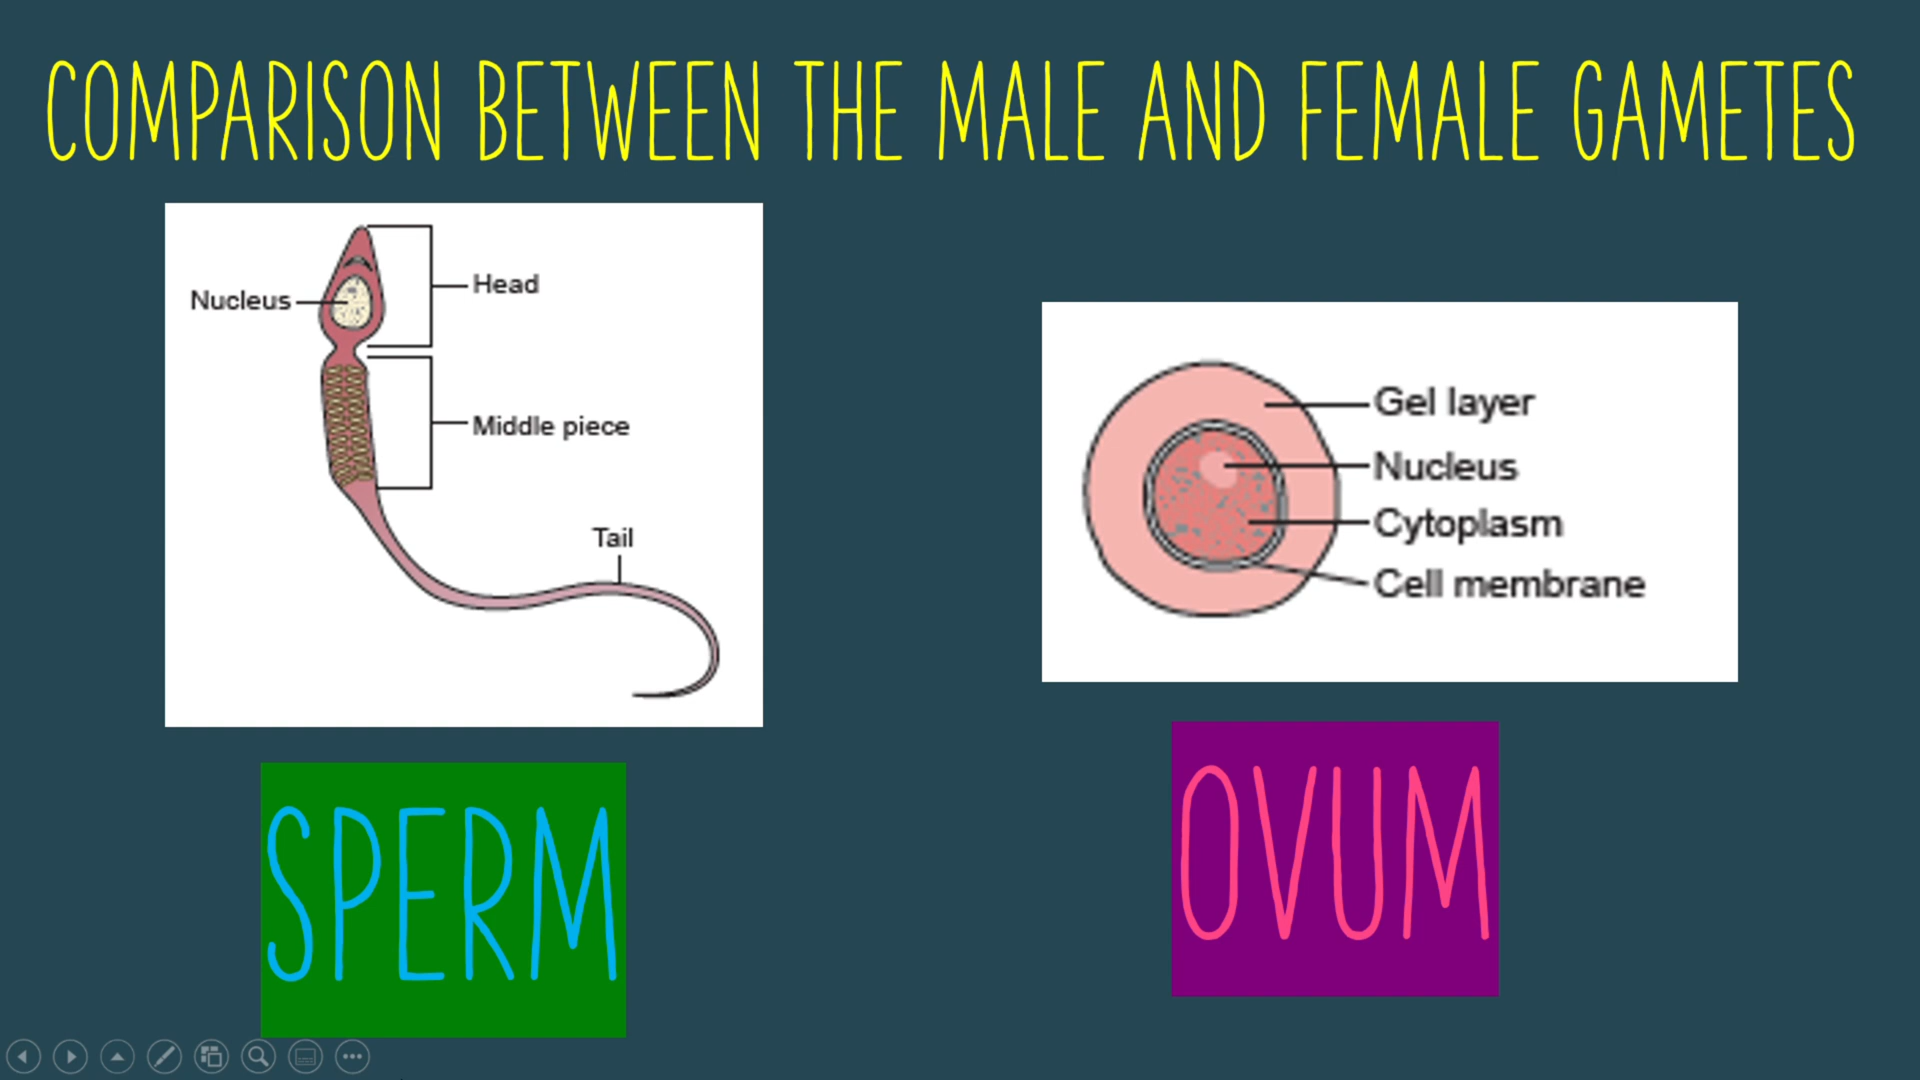 COMPARISON BETWEEN THE MALE AND FEMALE GAMETES
Nucleus
Head
Middle piece
Tail
SPERM
Gel layer
Nucleus
Cytoplasm
Cell membrane
OVUM